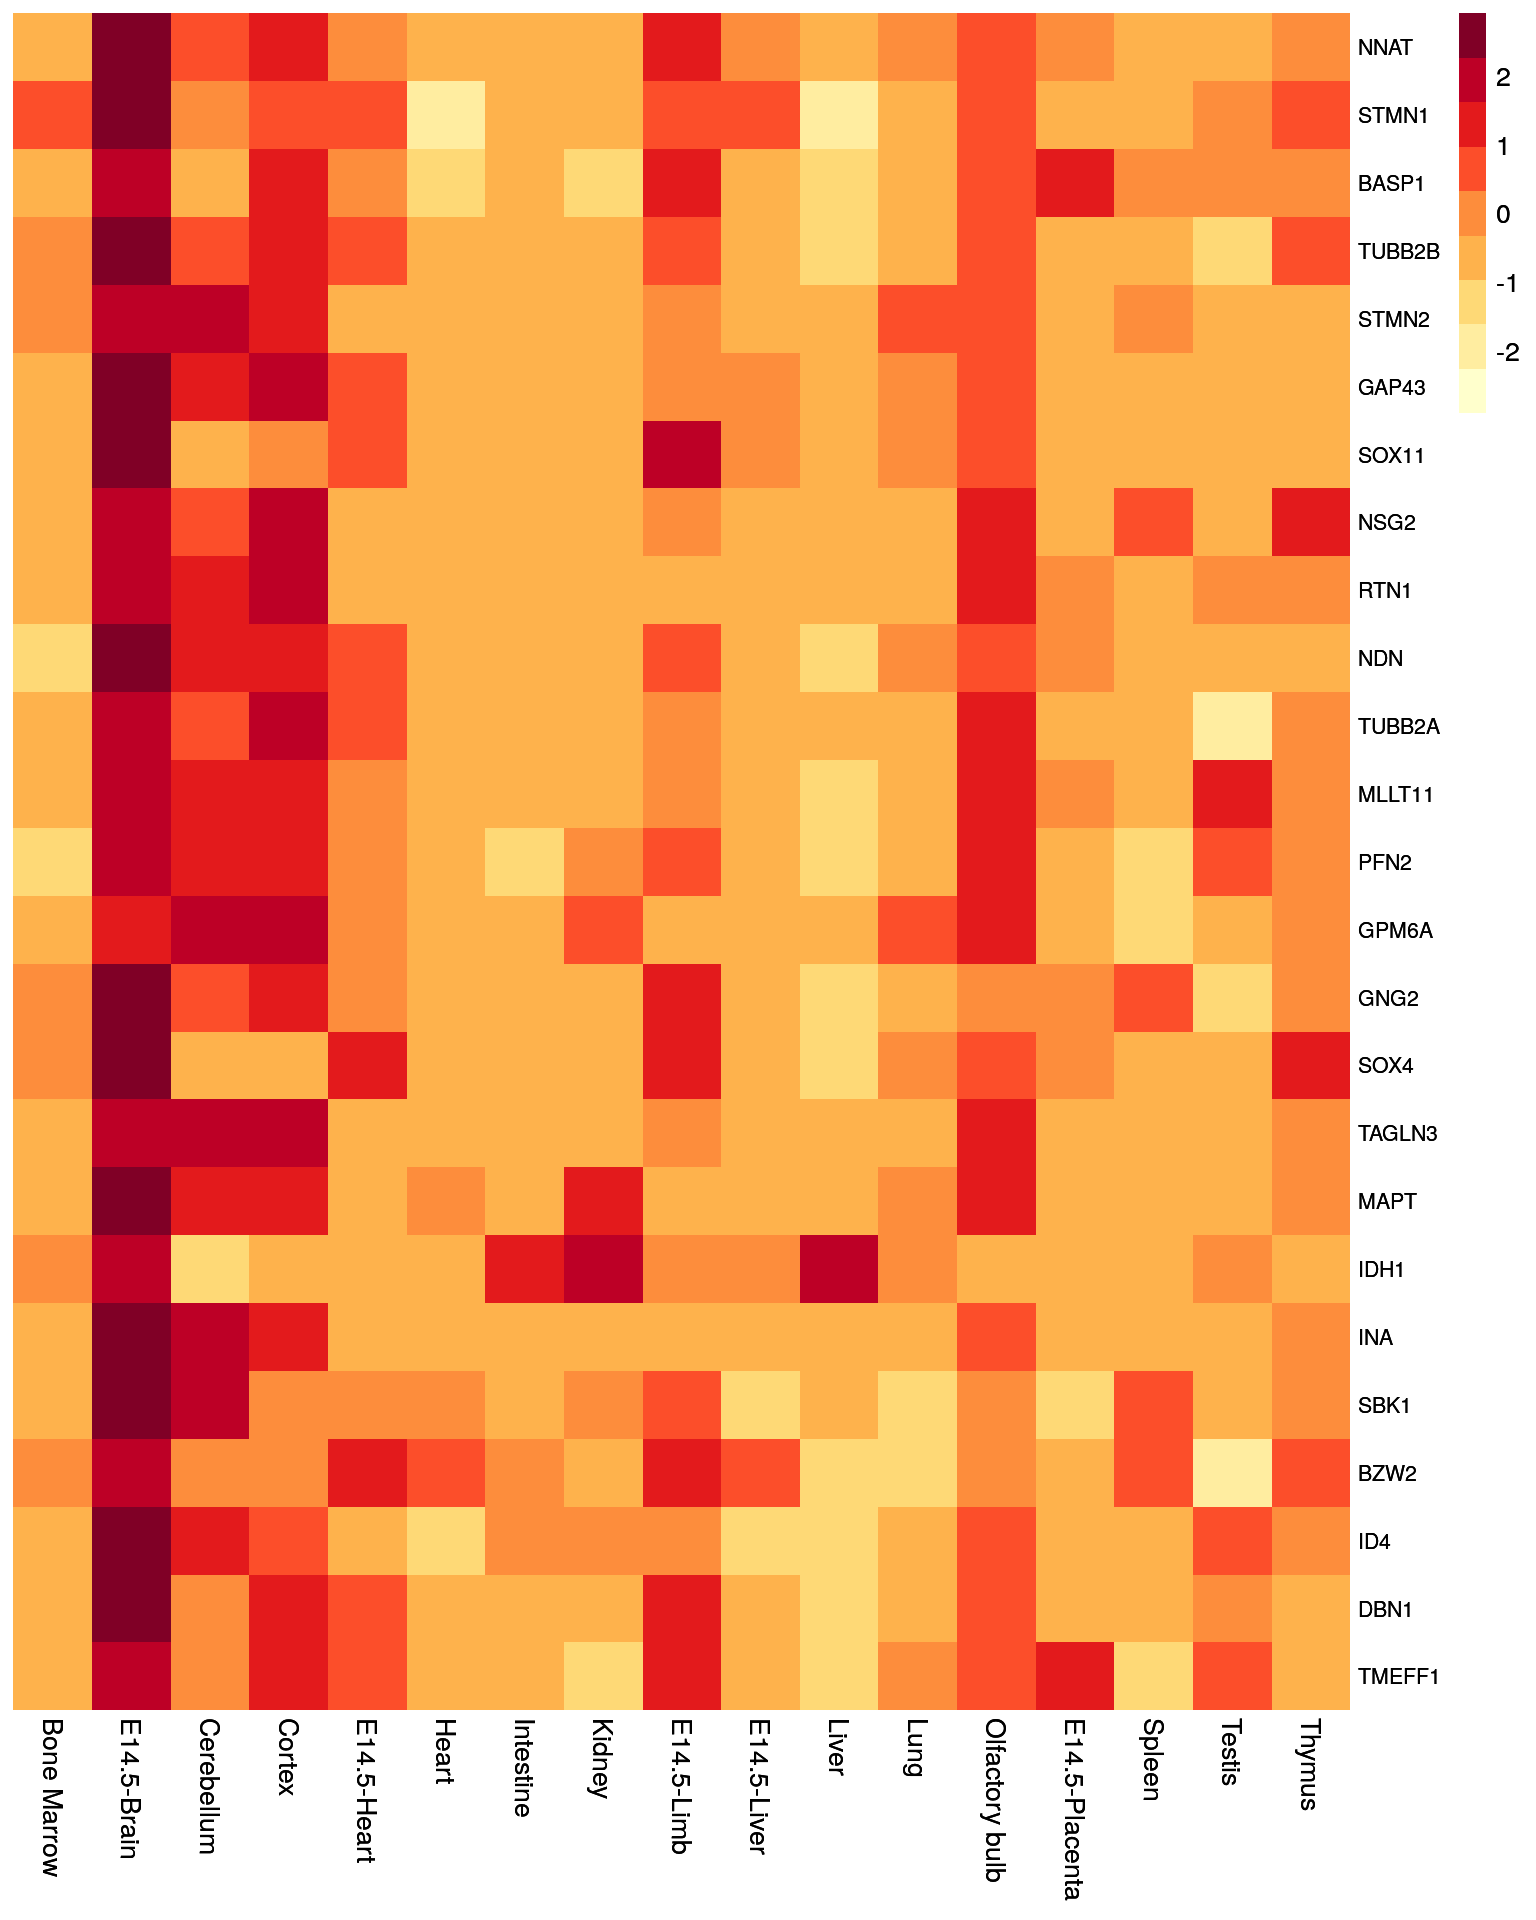 NNAT
STMN1
BASP1
TUBB2B
STMN2
GAP43
SOX11
NSG2
RTN1
NDN
TUBB2A
MLLT11
PFN2
GPM6A
GNG2
SOX4
TAGLN3
MAPT
IDH1
INA
SBK1
BZW2
ID4
DBN1
TMEFF1
2
1
0
-1
-2
Bone Marrow
E14.5-Brain
Cerebellum
Cortex
E14.5-Heart
Heart
Intestine
Kidney
E14.5-Limb
E14.5-Liver
Liver
Lung
Olfactory bulb
E14.5-Placenta
Spleen
Testis
Thymus